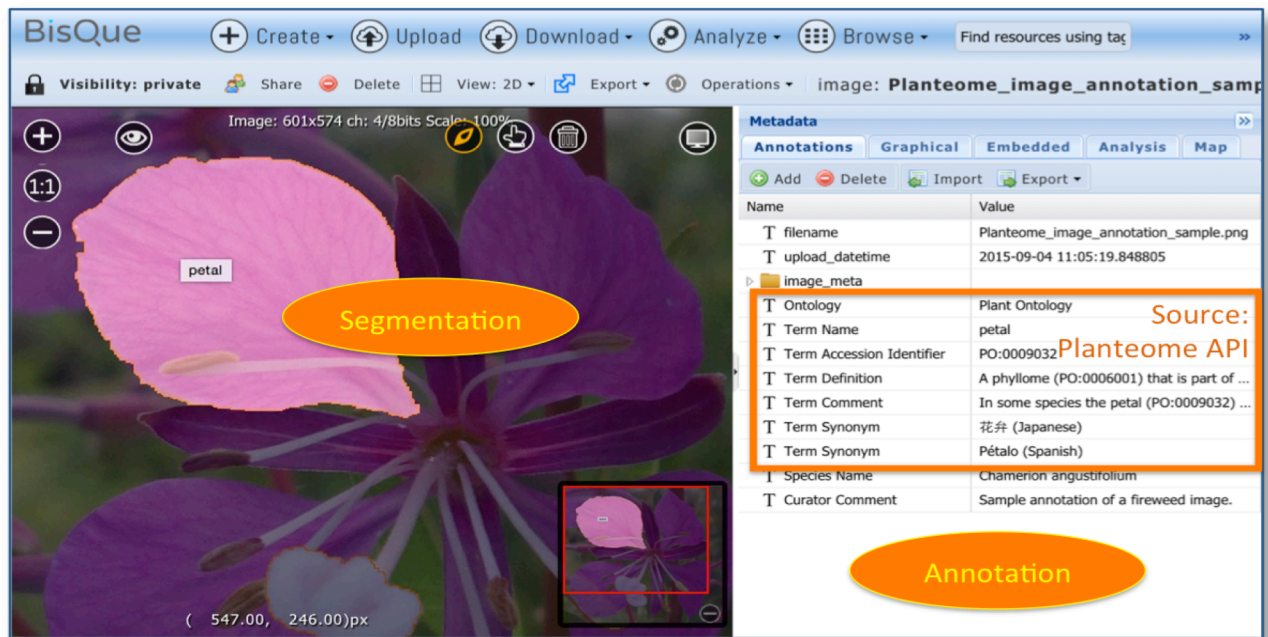 BisQue Create Upload Download Analyze Browse Find resources using tag »
Visibility: private Share Delete View: 2D Export Operations image: Planteome_image_annotation_samp
Image: 601x574 ch: 4/8bits Scale: 100%
1:1
petal
Segmentation
( 547.00, 246.00)px
Metadata »
Annotations Graphical Embedded Analysis Map
Add Delete Import Export
Name Value
T filename Planteome_image_annotation_sample.png
T upload_datetime 2015-09-04 11:05:19.848805
image_meta
T Ontology Plant Ontology
T Term Name petal
T Term Accession Identifier PO:0009032
T Term Definition A phyllome (PO:0006001) that is part of ...
T Term Comment In some species the petal (PO:0009032) ...
T Term Synonym 花弁 (Japanese)
T Term Synonym Pétalo (Spanish)
Source:
Planteome API
T Species Name Chamerion angustifolium
T Curator Comment Sample annotation of a fireweed image.
Annotation